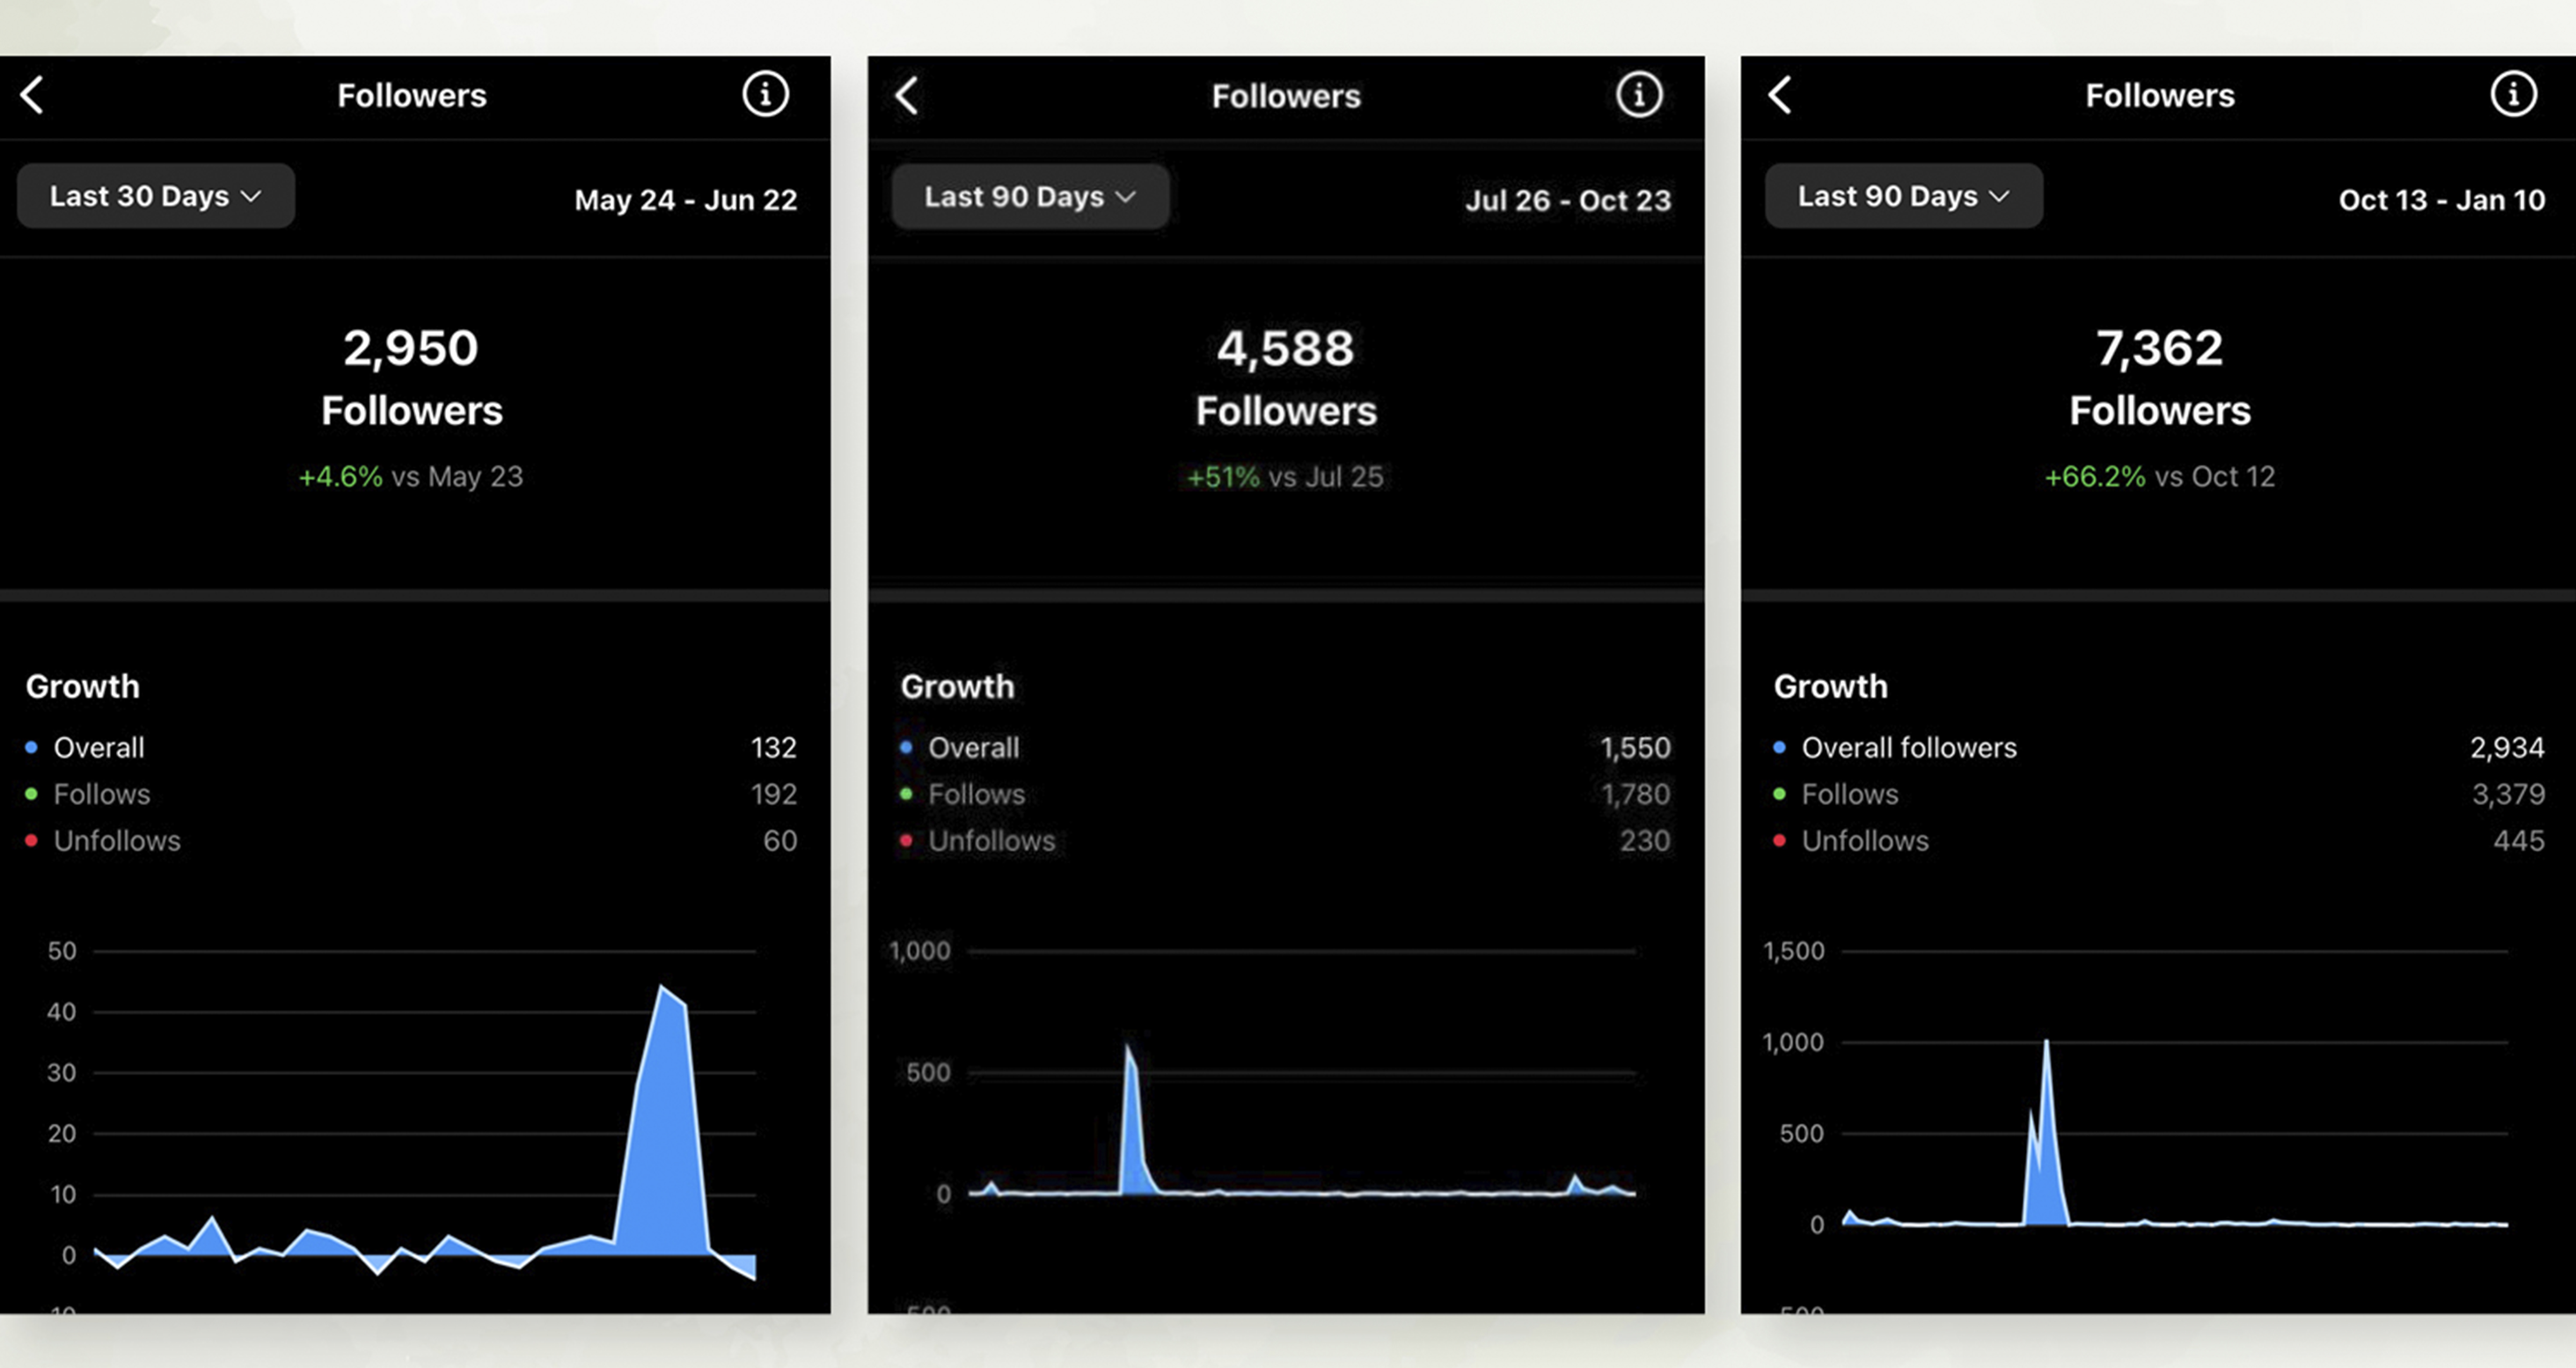 Followers
Last 30 Days
May 24 - Jun 22
2,950
Followers
+4.6% vs May 23
Growth
Overall 132
Follows 192
Unfollows 60
50
40
30
20
10
0
Followers
Last 90 Days
Jul 26 - Oct 23
4,588
Followers
+51% vs Jul 25
Growth
Overall 1,550
Follows 1,780
Unfollows 230
1,000
500
0
Followers
Last 90 Days
Oct 13 - Jan 10
7,362
Followers
+66.2% vs Oct 12
Growth
Overall followers 2,934
Follows 3,379
Unfollows 445
1,500
1,000
500
0